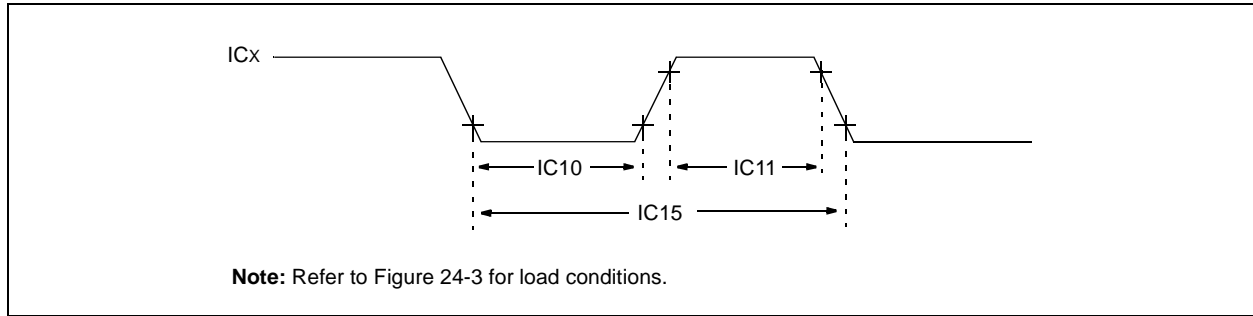 ICX
IC10
IC11
IC15
Note: Refer to Figure 24-3 for load conditions.